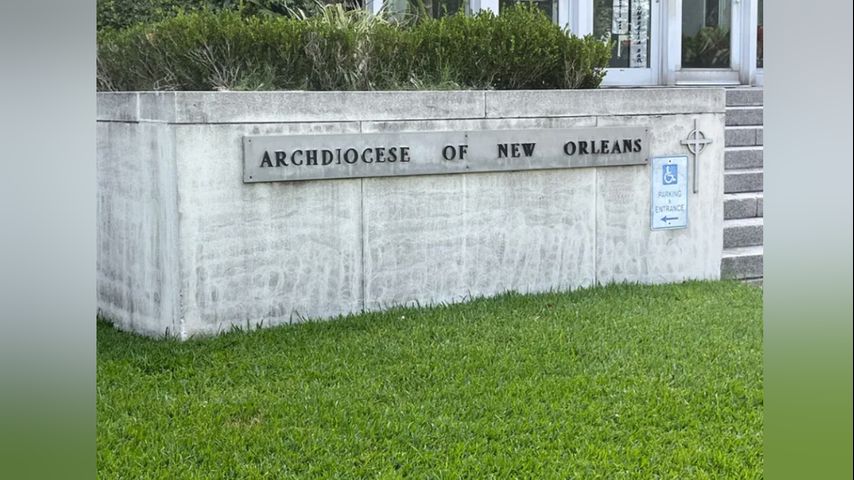 ARCHDIOCESE OF NEW ORLEANS
PARKING
&
ENTRANCE